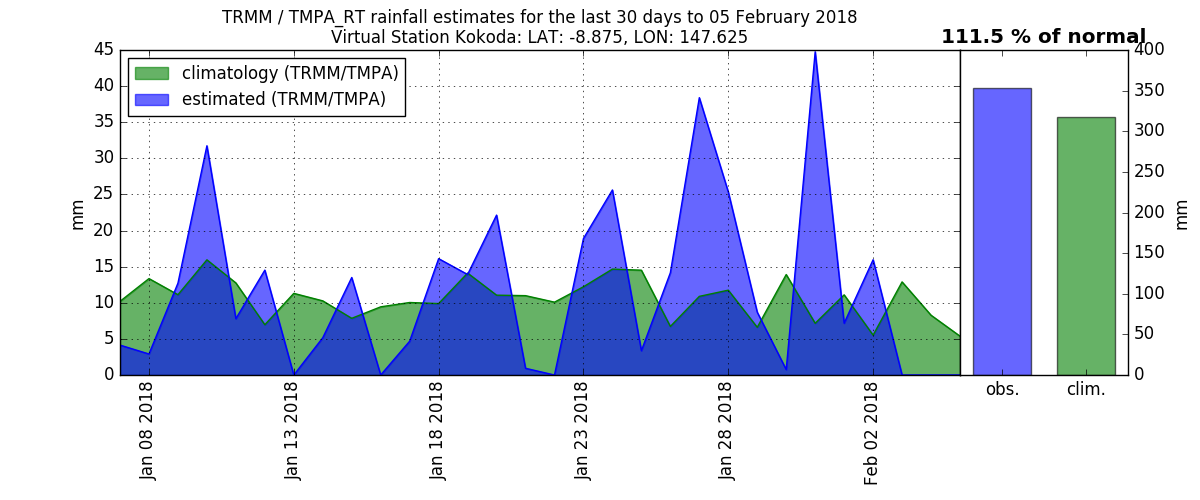 TRMM / TMPA_RT rainfall estimates for the last 30 days to 05 February 2018
Virtual Station Kokoda: LAT: -8.875, LON: 147.625
111.5 % of normal
climatology (TRMM/TMPA)
estimated (TRMM/TMPA)
45
40
35
30
25
20
15
10
5
0
mm
Jan 08 2018
Jan 13 2018
Jan 18 2018
Jan 23 2018
Jan 28 2018
Feb 02 2018
400
350
300
250
200
150
100
50
0
mm
obs.
clim.